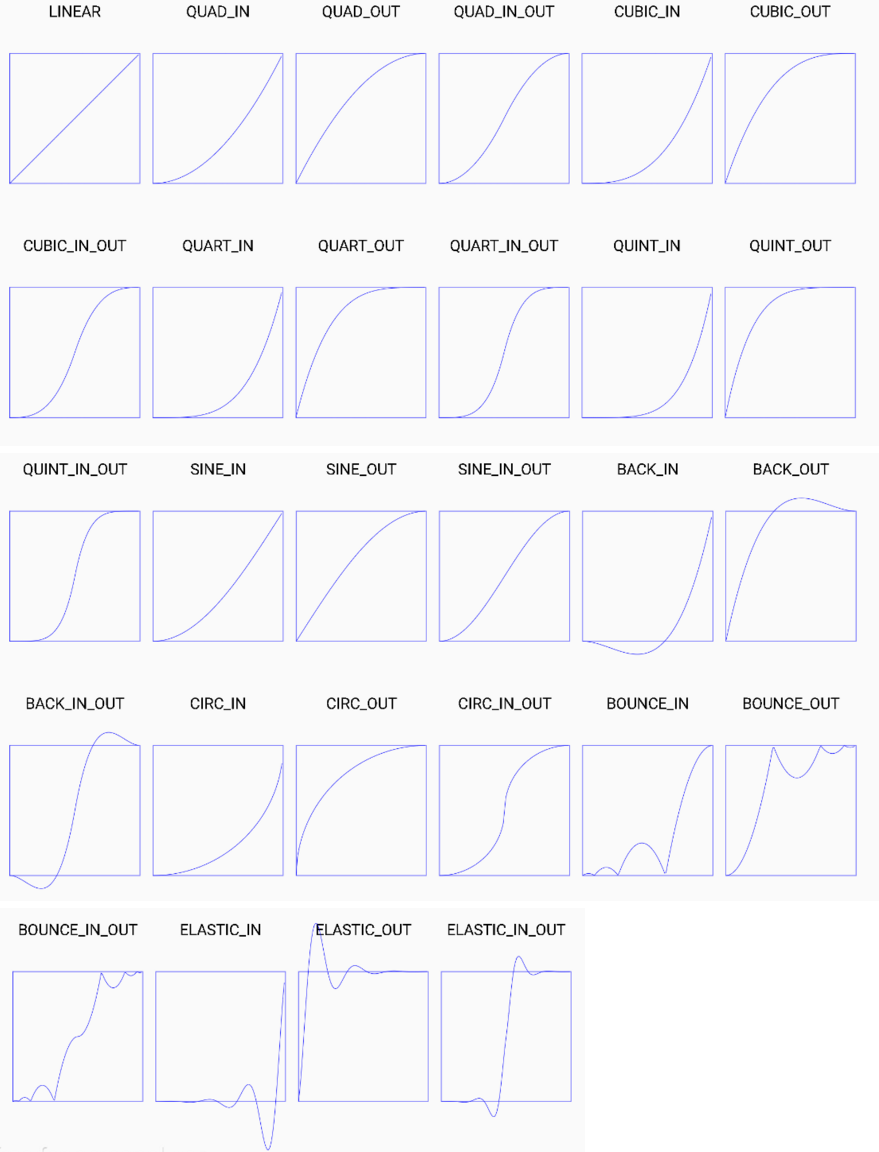 LINEAR QUAD_IN QUAD_OUT QUAD_IN_OUT CUBIC_IN CUBIC_OUT
CUBIC_IN_OUT QUART_IN QUART_OUT QUART_IN_OUT QUINT_IN QUINT_OUT
QUINT_IN_OUT SINE_IN SINE_OUT SINE_IN_OUT BACK_IN BACK_OUT
BACK_IN_OUT CIRC_IN CIRC_OUT CIRC_IN_OUT BOUNCE_IN BOUNCE_OUT
BOUNCE_IN_OUT ELASTIC_IN ELASTIC_OUT ELASTIC_IN_OUT